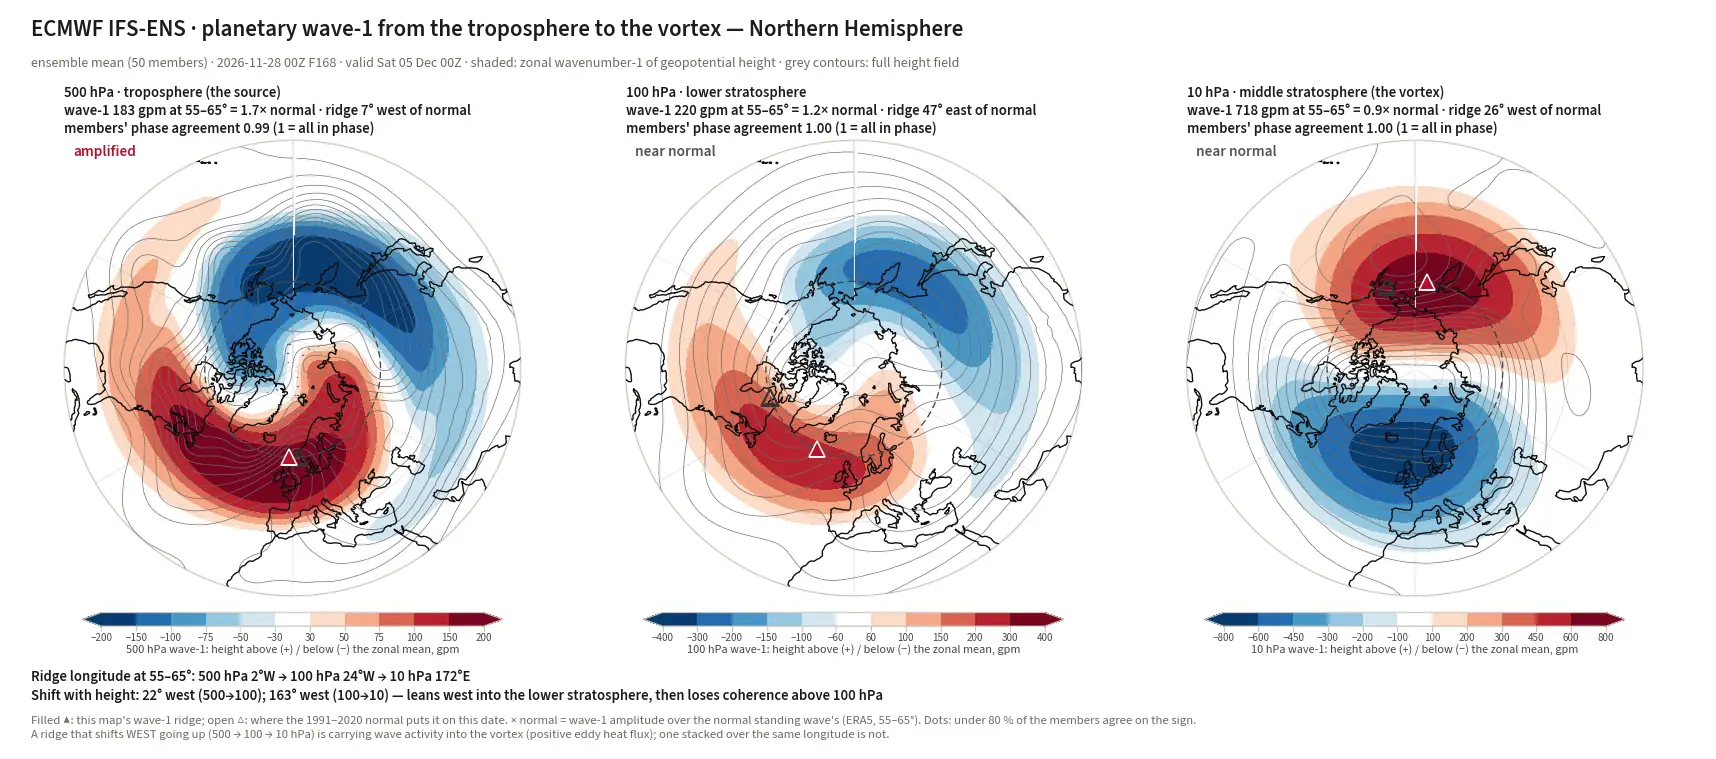 ECMWF IFS-ENS · planetary wave-1 from the troposphere to the vortex — Northern Hemisphere
ensemble mean (50 members) · 2026-11-28 00Z F168 · valid Sat 05 Dec 00Z · shaded: zonal wavenumber-1 of geopotential height · grey contours: full height field
500 hPa · troposphere (the source)
wave-1 183 gpm at 55–65° = 1.7× normal · ridge 7° west of normal
members' phase agreement 0.99 (1 = all in phase)
amplified
100 hPa · lower stratosphere
wave-1 220 gpm at 55–65° = 1.2× normal · ridge 47° east of normal
members' phase agreement 1.00 (1 = all in phase)
near normal
10 hPa · middle stratosphere (the vortex)
wave-1 718 gpm at 55–65° = 0.9× normal · ridge 26° west of normal
members' phase agreement 1.00 (1 = all in phase)
near normal
−200 −150 −100 −75 −50 −30 30 50 75 100 150 200
500 hPa wave-1: height above (+) / below (−) the zonal mean, gpm
−400 −300 −200 −150 −100 −60 60 100 150 200 300 400
100 hPa wave-1: height above (+) / below (−) the zonal mean, gpm
−800 −600 −450 −300 −200 −100 100 200 300 450 600 800
10 hPa wave-1: height above (+) / below (−) the zonal mean, gpm
Ridge longitude at 55–65°: 500 hPa 2°W → 100 hPa 24°W → 10 hPa 172°E
Shift with height: 22° west (500→100); 163° west (100→10) — leans west into the lower stratosphere, then loses coherence above 100 hPa
Filled ▲: this map's wave-1 ridge; open △: where the 1991–2020 normal puts it on this date. × normal = wave-1 amplitude over the normal standing wave's (ERA5, 55–65°). Dots: under 80 % of the members agree on the sign.
A ridge that shifts WEST going up (500 → 100 → 10 hPa) is carrying wave activity into the vortex (positive eddy heat flux); one stacked over the same longitude is not.